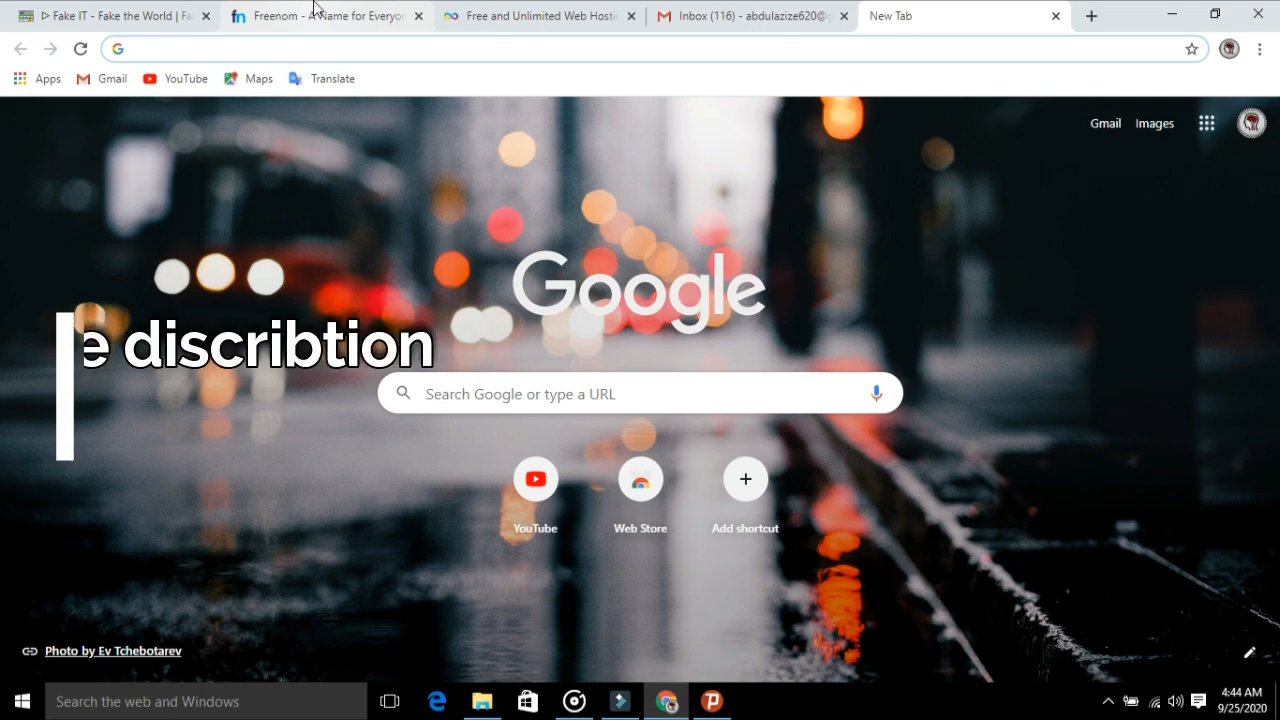 ᐅ Fake IT - Fake the World | Fa
Freenom - A Name for Everyon
Free and Unlimited Web Hosti
Inbox (116) - abdulazize620@g
New Tab
Apps
Gmail
YouTube
Maps
Translate
Gmail
Images
Google
e discribtion
Search Google or type a URL
YouTube
Web Store
Add shortcut
Photo by Ev Tchebotarev
Search the web and Windows
4:44 AM
9/25/2020